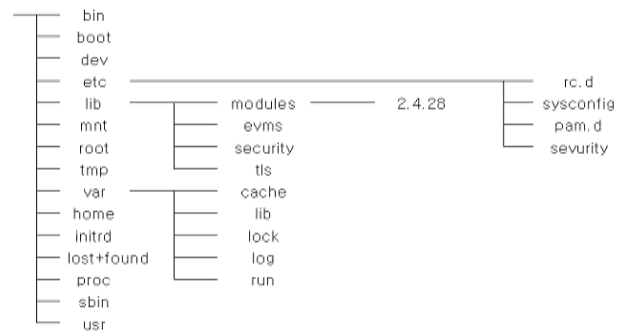 bin
boot
dev
etc rc.d
lib modules 2.4.28 sysconfig
mnt evms pam.d
root security sevurity
tmp tls
var cache
home lib
initrd lock
lost+found log
proc run
sbin
usr